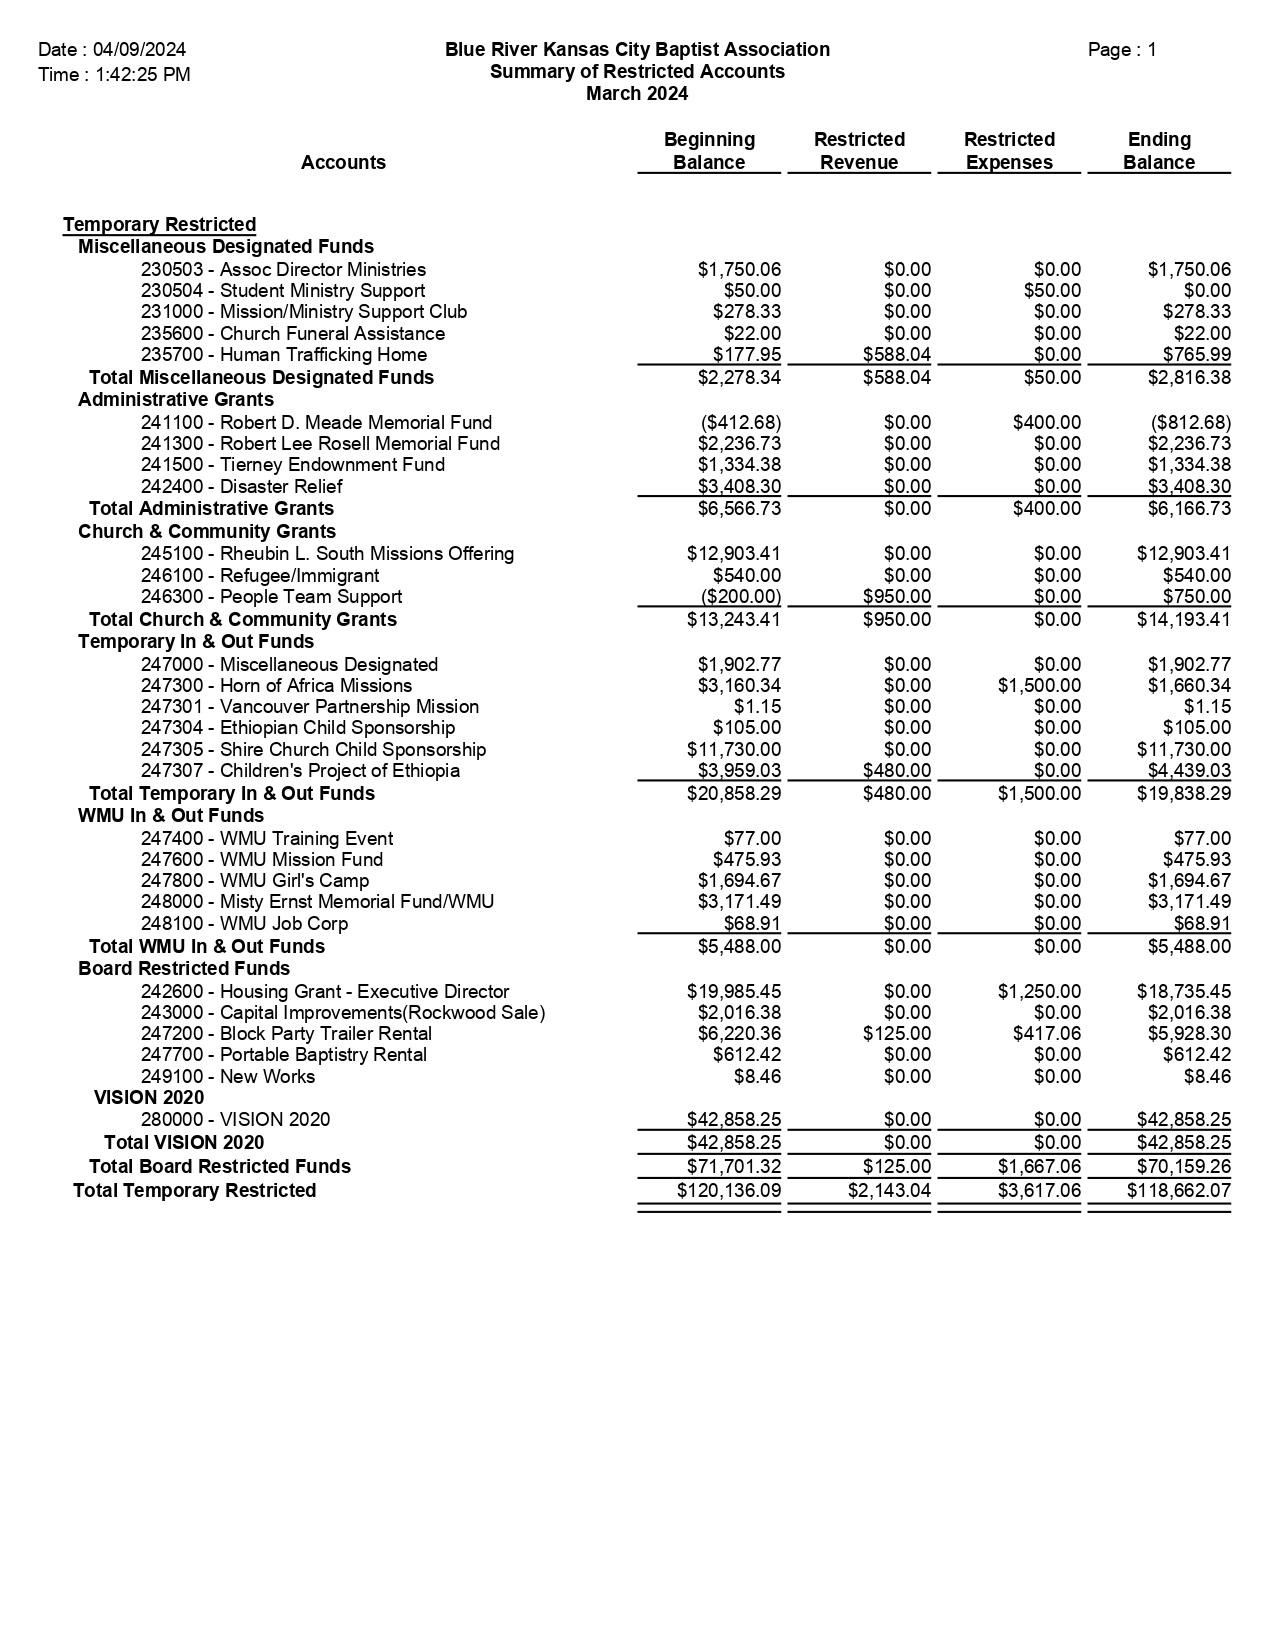 Date : 04/09/2024 Blue River Kansas City Baptist Association Page : 1
Time : 1:42:25 PM Summary of Restricted Accounts
March 2024
Beginning Restricted Restricted Ending
Accounts Balance Revenue Expenses Balance
Temporary Restricted
Miscellaneous Designated Funds
230503 - Assoc Director Ministries $1,750.06 $0.00 $0.00 $1,750.06
230504 - Student Ministry Support $50.00 $0.00 $50.00 $0.00
231000 - Mission/Ministry Support Club $278.33 $0.00 $0.00 $278.33
235600 - Church Funeral Assistance $22.00 $0.00 $0.00 $22.00
235700 - Human Trafficking Home $177.95 $588.04 $0.00 $765.99
Total Miscellaneous Designated Funds $2,278.34 $588.04 $50.00 $2,816.38
Administrative Grants
241100 - Robert D. Meade Memorial Fund ($412.68) $0.00 $400.00 ($812.68)
241300 - Robert Lee Rosell Memorial Fund $2,236.73 $0.00 $0.00 $2,236.73
241500 - Tierney Endownment Fund $1,334.38 $0.00 $0.00 $1,334.38
242400 - Disaster Relief $3,408.30 $0.00 $0.00 $3,408.30
Total Administrative Grants $6,566.73 $0.00 $400.00 $6,166.73
Church & Community Grants
245100 - Rheubin L. South Missions Offering $12,903.41 $0.00 $0.00 $12,903.41
246100 - Refugee/Immigrant $540.00 $0.00 $0.00 $540.00
246300 - People Team Support ($200.00) $950.00 $0.00 $750.00
Total Church & Community Grants $13,243.41 $950.00 $0.00 $14,193.41
Temporary In & Out Funds
247000 - Miscellaneous Designated $1,902.77 $0.00 $0.00 $1,902.77
247300 - Horn of Africa Missions $3,160.34 $0.00 $1,500.00 $1,660.34
247301 - Vancouver Partnership Mission $1.15 $0.00 $0.00 $1.15
247304 - Ethiopian Child Sponsorship $105.00 $0.00 $0.00 $105.00
247305 - Shire Church Child Sponsorship $11,730.00 $0.00 $0.00 $11,730.00
247307 - Children's Project of Ethiopia $3,959.03 $480.00 $0.00 $4,439.03
Total Temporary In & Out Funds $20,858.29 $480.00 $1,500.00 $19,838.29
WMU In & Out Funds
247400 - WMU Training Event $77.00 $0.00 $0.00 $77.00
247600 - WMU Mission Fund $475.93 $0.00 $0.00 $475.93
247800 - WMU Girl's Camp $1,694.67 $0.00 $0.00 $1,694.67
248000 - Misty Ernst Memorial Fund/WMU $3,171.49 $0.00 $0.00 $3,171.49
248100 - WMU Job Corp $68.91 $0.00 $0.00 $68.91
Total WMU In & Out Funds $5,488.00 $0.00 $0.00 $5,488.00
Board Restricted Funds
242600 - Housing Grant - Executive Director $19,985.45 $0.00 $1,250.00 $18,735.45
243000 - Capital Improvements(Rockwood Sale) $2,016.38 $0.00 $0.00 $2,016.38
247200 - Block Party Trailer Rental $6,220.36 $125.00 $417.06 $5,928.30
247700 - Portable Baptistry Rental $612.42 $0.00 $0.00 $612.42
249100 - New Works $8.46 $0.00 $0.00 $8.46
VISION 2020
280000 - VISION 2020 $42,858.25 $0.00 $0.00 $42,858.25
Total VISION 2020 $42,858.25 $0.00 $0.00 $42,858.25
Total Board Restricted Funds $71,701.32 $125.00 $1,667.06 $70,159.26
Total Temporary Restricted $120,136.09 $2,143.04 $3,617.06 $118,662.07